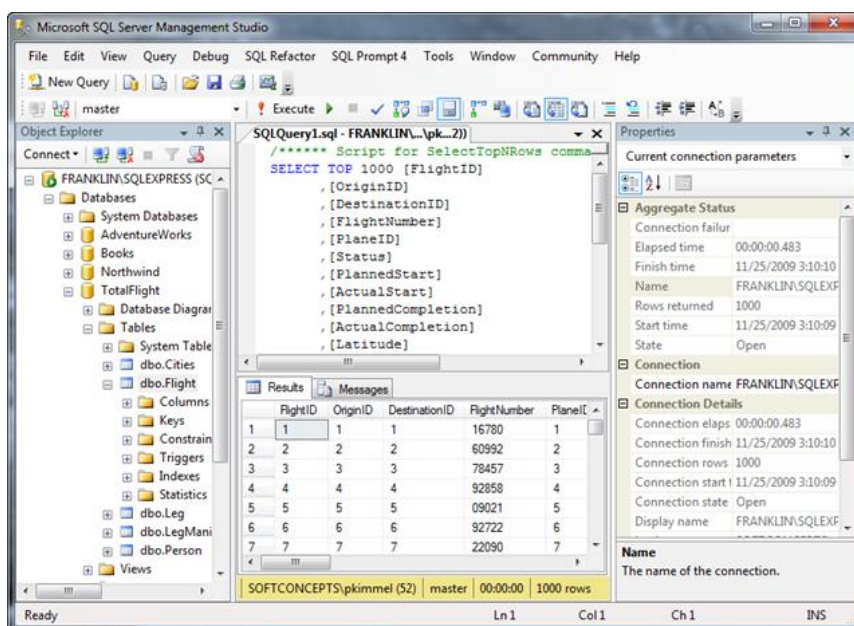 Microsoft SQL Server Management Studio
File Edit View Query Debug SQL Refactor SQL Prompt 4 Tools Window Community Help
New Query
master
Execute
Object Explorer
Connect
FRANKLIN\SQLEXPRESS (SC
Databases
System Databases
AdventureWorks
Books
Northwind
TotalFlight
Database Diagrar
Tables
System Table
dbo.Cities
dbo.Flight
Columns
Keys
Constrain
Triggers
Indexes
Statistics
dbo.Leg
dbo.LegMani
dbo.Person
Views
SQLQuery1.sql - FRANKLIN\...\pk...2))
/****** Script for SelectTopNRows comma
SELECT TOP 1000 [FlightID]
,[OriginID]
,[DestinationID]
,[FlightNumber]
,[PlaneID]
,[Status]
,[PlannedStart]
,[ActualStart]
,[PlannedCompletion]
,[ActualCompletion]
,[Latitude]
Results Messages
FlightID OriginID DestinationID FlightNumber PlaneIC
1 1 1 1 16780 1
2 2 2 2 60992 2
3 3 3 3 78457 3
4 4 4 4 92858 4
5 5 5 5 09021 5
6 6 6 6 92722 6
7 7 7 7 22090 7
SOFTCONCEPTS\pkimmel (52) master 00:00:00 1000 rows
Properties
Current connection parameters
Aggregate Status
Connection failur
Elapsed time 00:00:00.483
Finish time 11/25/2009 3:10:10
Name FRANKLIN\SQLEXP
Rows returned 1000
Start time 11/25/2009 3:10:09
State Open
Connection
Connection name FRANKLIN\SQLEXP
Connection Details
Connection elaps 00:00:00.483
Connection finish 11/25/2009 3:10:10
Connection rows 1000
Connection start t 11/25/2009 3:10:09
Connection state Open
Display name FRANKLIN\SQLEXP
Name
The name of the connection.
Ready Ln 1 Col 1 Ch 1 INS